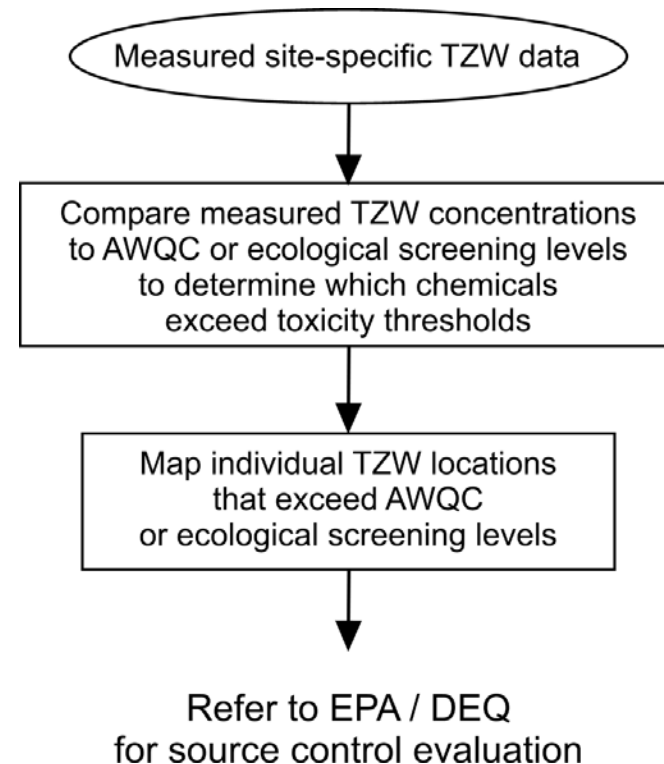 Measured site-specific TZW data
Compare measured TZW concentrations
to AWQC or ecological screening levels
to determine which chemicals
exceed toxicity thresholds
Map individual TZW locations
that exceed AWQC
or ecological screening levels
Refer to EPA / DEQ
for source control evaluation